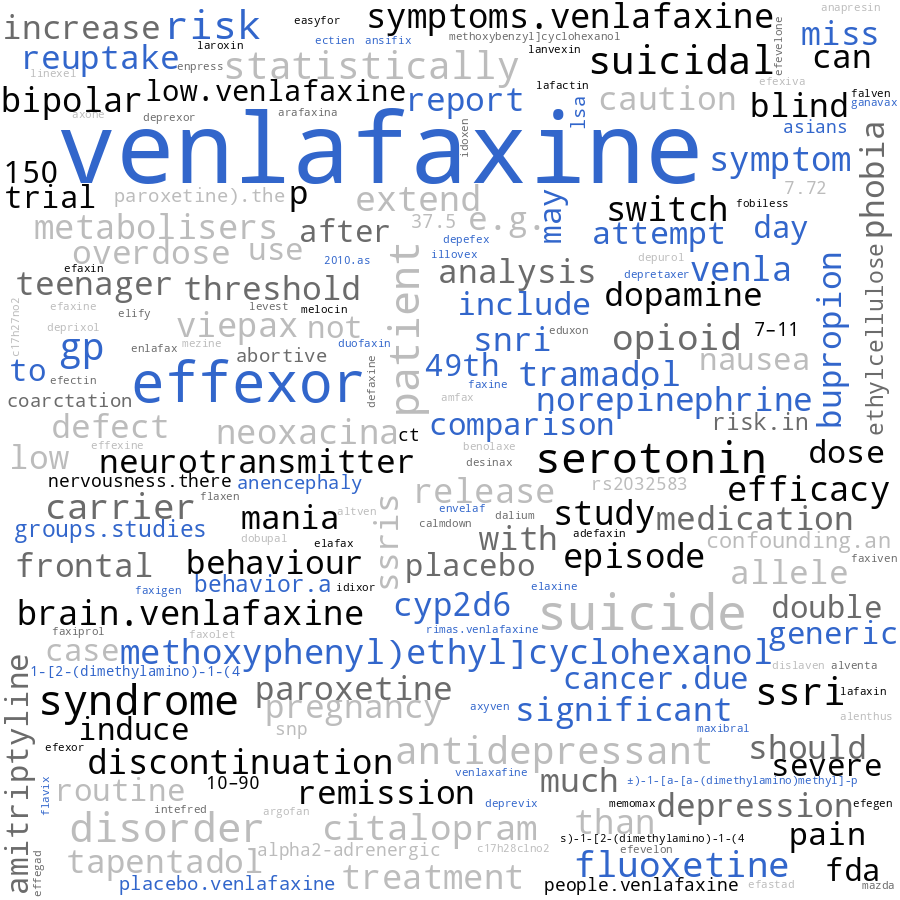 increase risk easyfor symptoms.venlafaxine anapresin
reuptake laroxin ectien ansifix methoxybenzyl]cyclohexanol lanvexin efevelone miss
linexel enpress statistically suicidal can
bipolar low.venlafaxine report lafactin lsa caution efexiva blind falven ganavax
axone deprexor arafaxina idoxen asians
venlafaxine symptom phobia
150 trial paroxetine).the p extend may 7.72
metabolisers after 37.5 e.g. switch fobiless
overdose use 2010.as patient depefex illovex attempt day
efaxin teenager threshold analysis depurol depretaxer venla bupropion ethylcellulose
c17h27no2 efaxine elify levest melocin include dopamine
deprixol viepax not snri eduxon opioid 7–11
to gp enlafax mezine abortive duofaxin 49th tramadol nausea
efectin effexor defaxine faxine norepinephrine
coarctation amfax comparison risk.in
defect neoxacina ct benolaxe
low effexine neurotransmitter desinax serotonin dose
nervousness.there anencephaly release rs2032583 efficacy
carrier flaxen altven ssris envelaf dalium study medication
groups.studies mania calmdown adefaxin confounding.an
dobupal elafax with
frontal behaviour placebo episode allele faxiven
faxigen behavior.a idixor elaxine
brain.venlafaxine cyp2d6 suicide double
faxiprol faxolet rimas.venlafaxine generic
case methoxyphenyl)ethyl]cyclohexanol dislaven alventa
1-[2-(dimethylamino)-1-(4 cancer.due
amitriptyline syndrome paroxetine ssri lafaxin
induce pregnancy axyven significant alenthus
efexor snp maxibral
discontinuation antidepressant should severe
flavix routine 10–90 remission venlaxafine much ±)-1-[a-[a-(dimethylamino)methyl]-p
intefred argofan deprevix memomax depression efegen
disorder citalopram than s)-1-[2-(dimethylamino)-1-(4 pain
effegad tapentadol alpha2-adrenergic c17h28c1no2 efevelon
placebo.venlafaxine treatment fluoxetine fda
people.venlafaxine efastad mazda